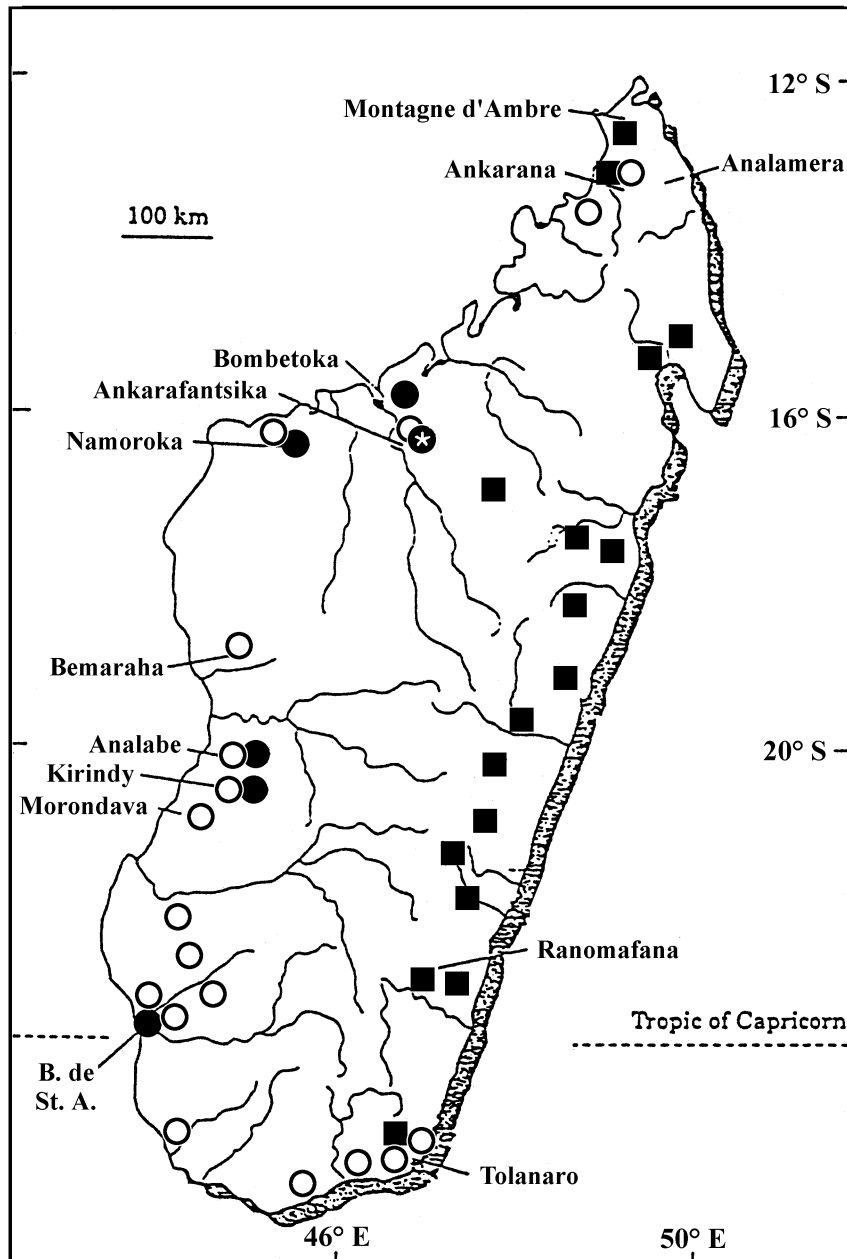 12° S
Montagne d'Ambre
Ankarana
Analamera
100 km
Bombetoka
Ankarafantsika
16° S
Namoroka
Bemaraha
Analabe
20° S
Kirindy
Morondava
Ranomafana
Tropic of Capricorn
B. de
St. A.
Tolanaro
46° E
50° E